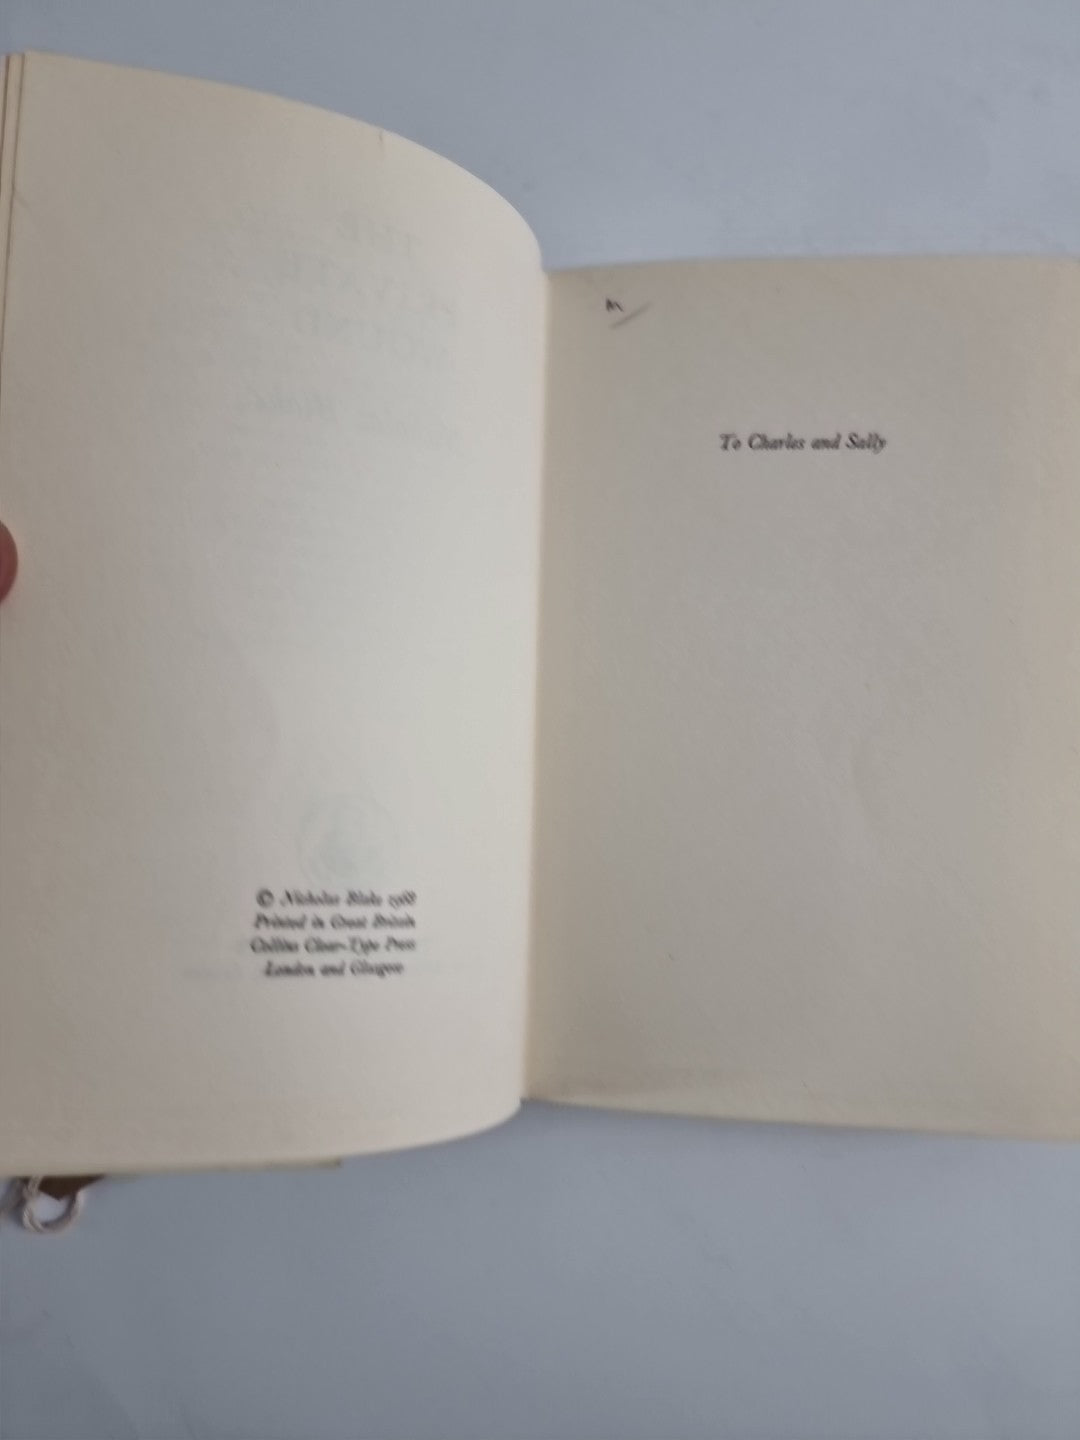 © Nicholas Blake 1968
Printed in Great Britain
Collins Clear-Type Press
London and Glasgow
M
To Charles and Sally